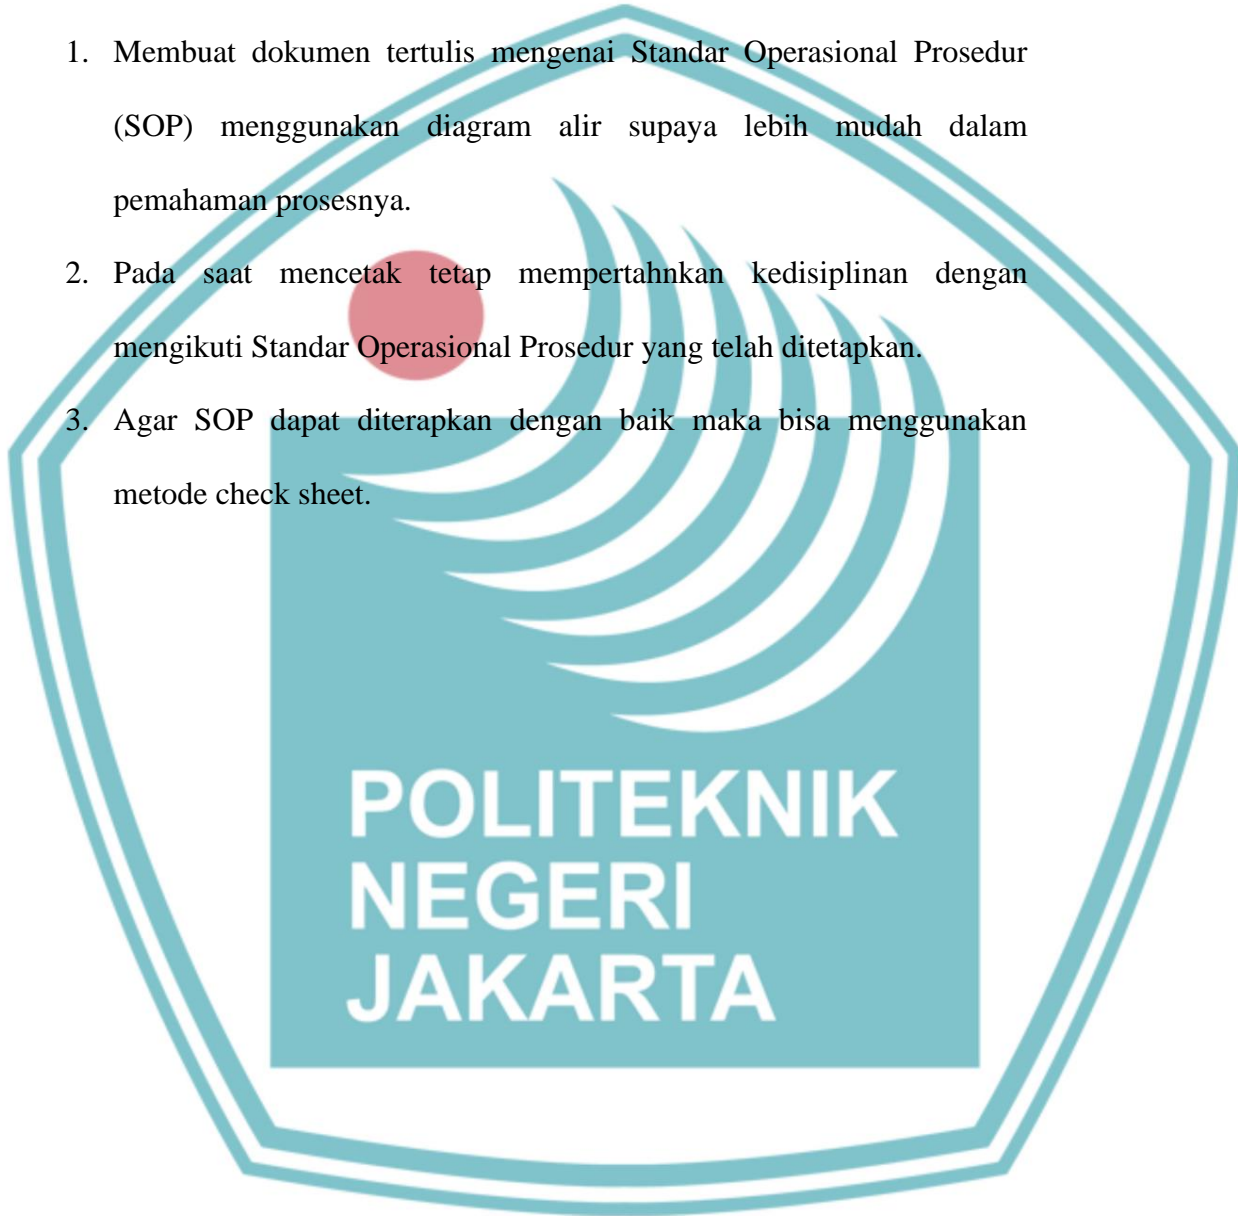 1. Membuat dokumen tertulis mengenai Standar Operasional Prosedur
(SOP) menggunakan diagram alir supaya lebih mudah dalam
pemahaman prosesnya.
2. Pada saat mencetak tetap mempertahnkan kedisiplinan dengan
mengikuti Standar Operasional Prosedur yang telah ditetapkan.
3. Agar SOP dapat diterapkan dengan baik maka bisa menggunakan
metode check sheet.
POLITEKNIK
NEGERI
JAKARTA